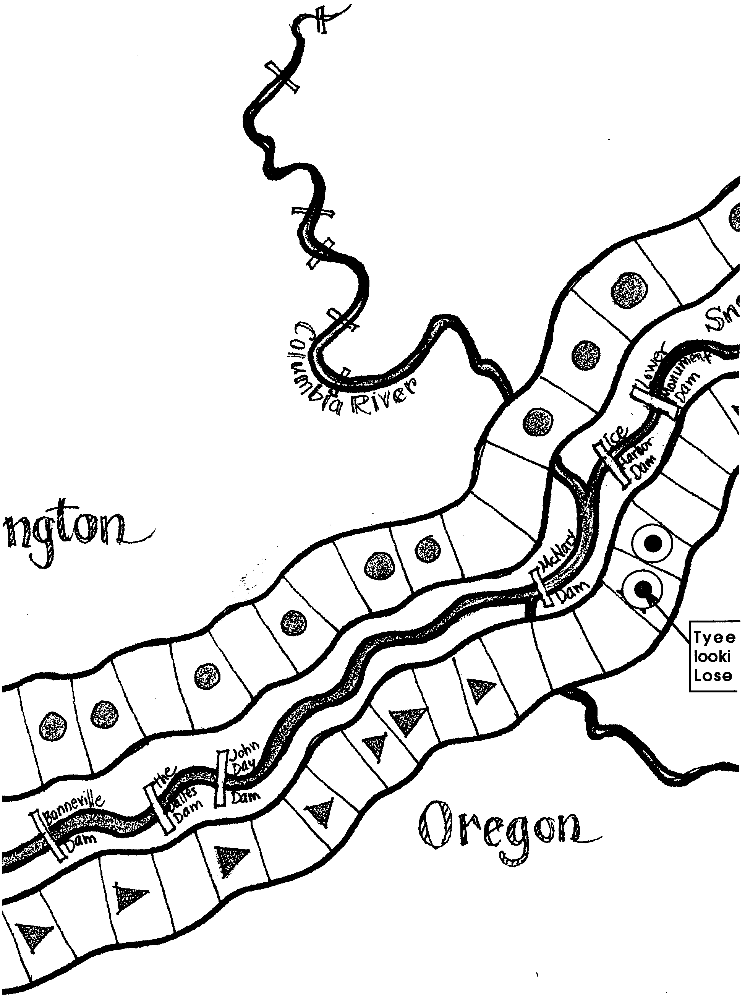 Columbia River
Sn
Lower
Monument
Dam
Ice
Harbor
Dam
ngton
McNary
Dam
Tyee
looki
Lose
John
Day
Dam
the
Dalles
Dam
Bonneville
Dam
Oregon